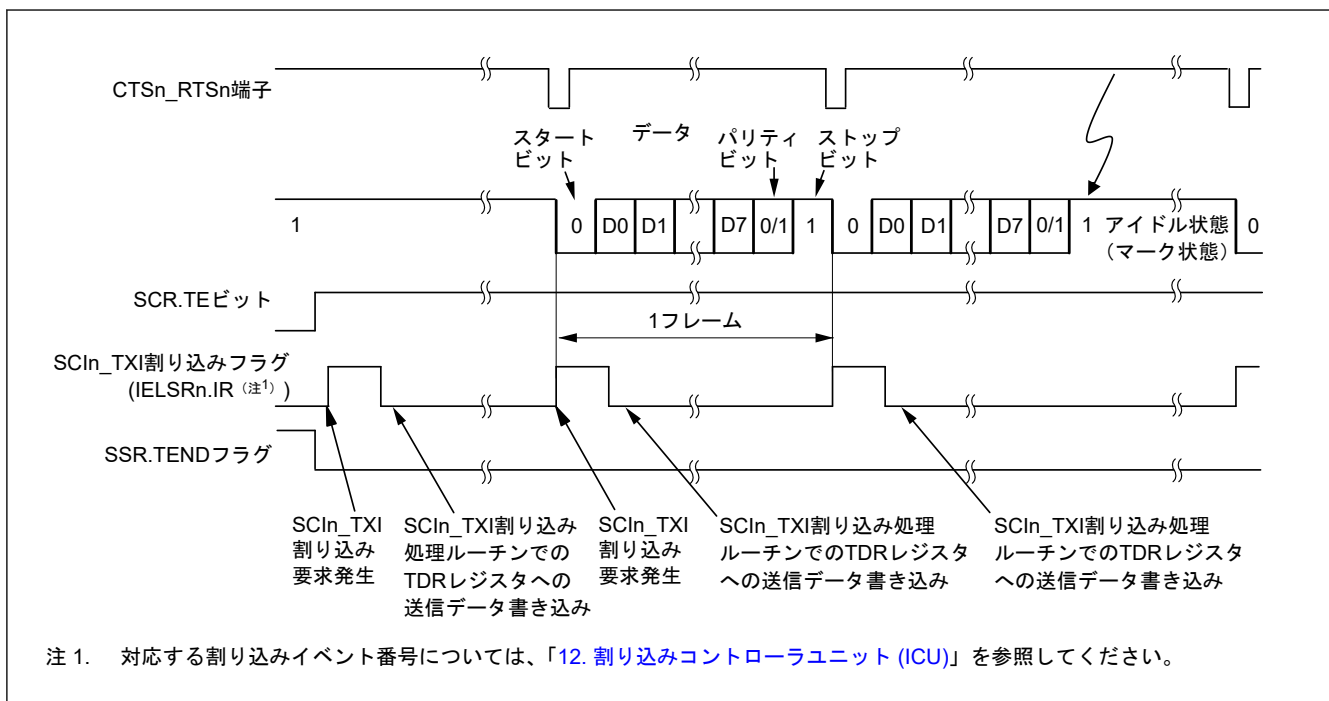 CTSn_RTSn端子
スタート
ビット
データ
パリティ
ビット
ストップ
ビット
1
0
D0
D1
D7
0/1
1
0
D0
D1
D7
0/1
1
アイドル状態
（マーク状態）
0
SCR.TEビット
1フレーム
SCIn_TXI割り込みフラグ
(IELSRn.IR（注1）)
SSR.TENDフラグ
SCIn_TXI
割り込み
要求発生
SCIn_TXI割り込み
処理ルーチンでの
TDRレジスタへの
送信データ書き込み
SCIn_TXI
割り込み
要求発生
SCIn_TXI割り込み処理
ルーチンでのTDRレジスタ
への送信データ書き込み
SCIn_TXI割り込み処理
ルーチンでのTDRレジスタ
への送信データ書き込み
注 1. 対応する割り込みイベント番号については、「12. 割り込みコントローラユニット (ICU)」を参照してください。